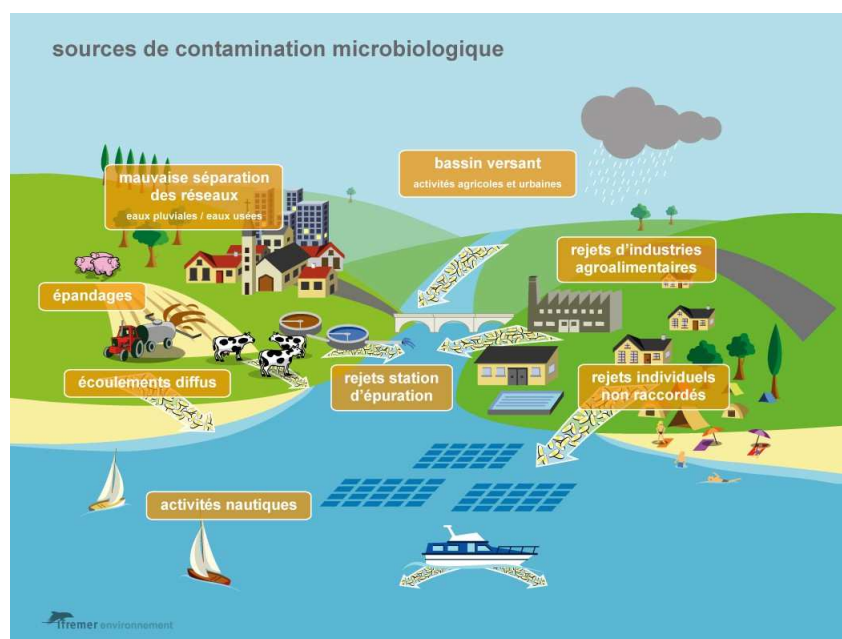 sources de contamination microbiologique
mauvaise séparation
des réseaux
eaux pluviales / eaux usées
bassin versant
activités agricoles et urbaines
rejets d'industries
agroalimentaires
épandages
écoulements diffus
rejets station
d'épuration
rejets individuels
non raccordés
activités nautiques
ifremer environnement